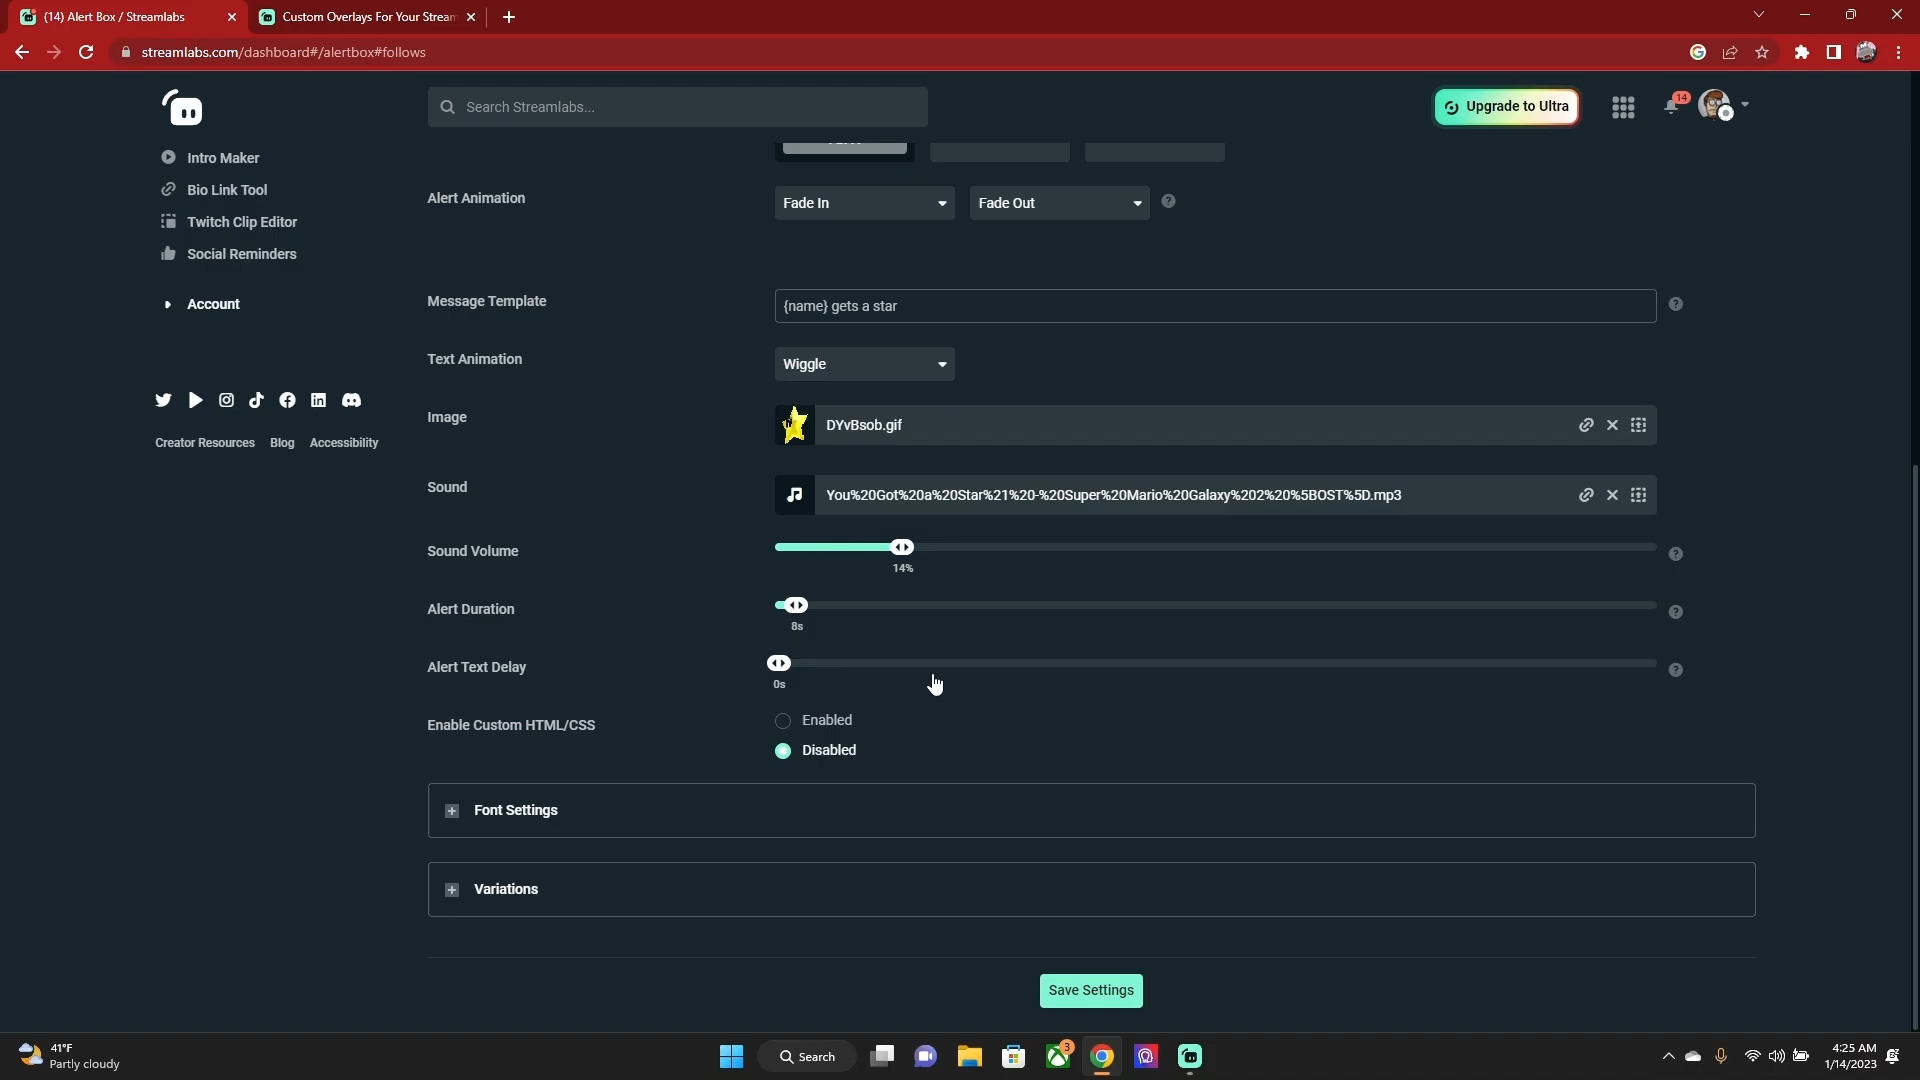 (14) Alert Box / Streamlabs
Custom Overlays For Your Stream
streamlabs.com/dashboard#/alertbox#follows
Search Streamlabs...
Upgrade to Ultra
14
Intro Maker
Bio Link Tool
Twitch Clip Editor
Social Reminders
Account
Creator Resources
Blog
Accessibility
Alert Animation
Fade In
Fade Out
Message Template
{name} gets a star
Text Animation
Wiggle
Image
DYvBsob.gif
Sound
You%20Got%20a%20Star%21%20-%20Super%20Mario%20Galaxy%202%20%5BOST%5D.mp3
Sound Volume
14%
Alert Duration
8s
Alert Text Delay
0s
Enable Custom HTML/CSS
Enabled
Disabled
Font Settings
Variations
Save Settings
41°F
Partly cloudy
Search
3
4:25 AM
1/14/2023